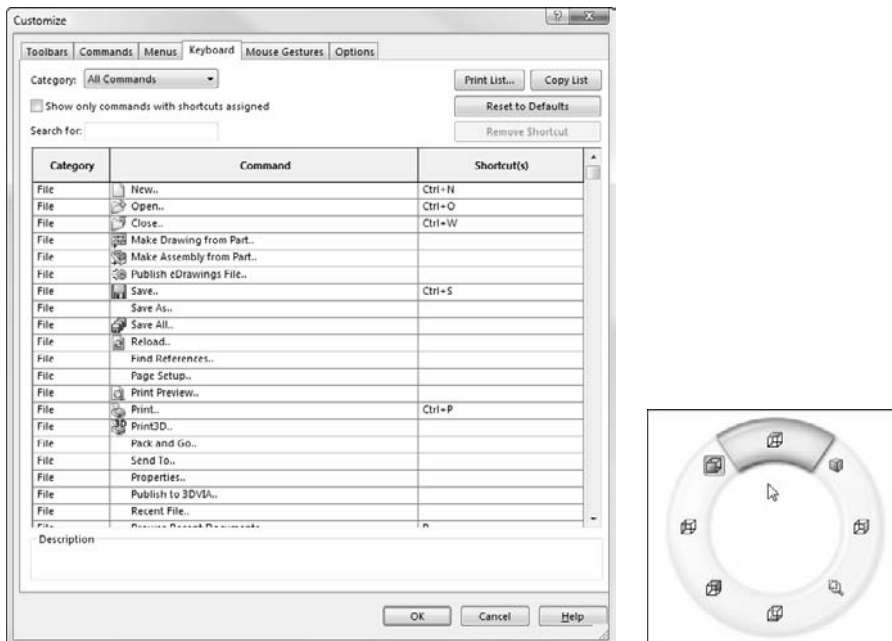 Customize
Toolbars Commands Menus Keyboard Mouse Gestures Options
Category: All Commands Print List... Copy List
Show only commands with shortcuts assigned Reset to Defaults
Search for: Remove Shortcut
Category Command Shortcut(s)
File New.. Ctrl+N
File Open.. Ctrl+O
File Close.. Ctrl+W
File Make Drawing from Part..
File Make Assembly from Part..
File Publish eDrawings File..
File Save.. Ctrl+S
File Save As..
File Save All..
File Reload..
File Find References..
File Page Setup..
File Print Preview..
File Print.. Ctrl+P
File Print3D..
File Pack and Go..
File Send To..
File Properties..
File Publish to 3DVIA..
File Recent File..
File Browse Recent Documents
Description
OK Cancel Help